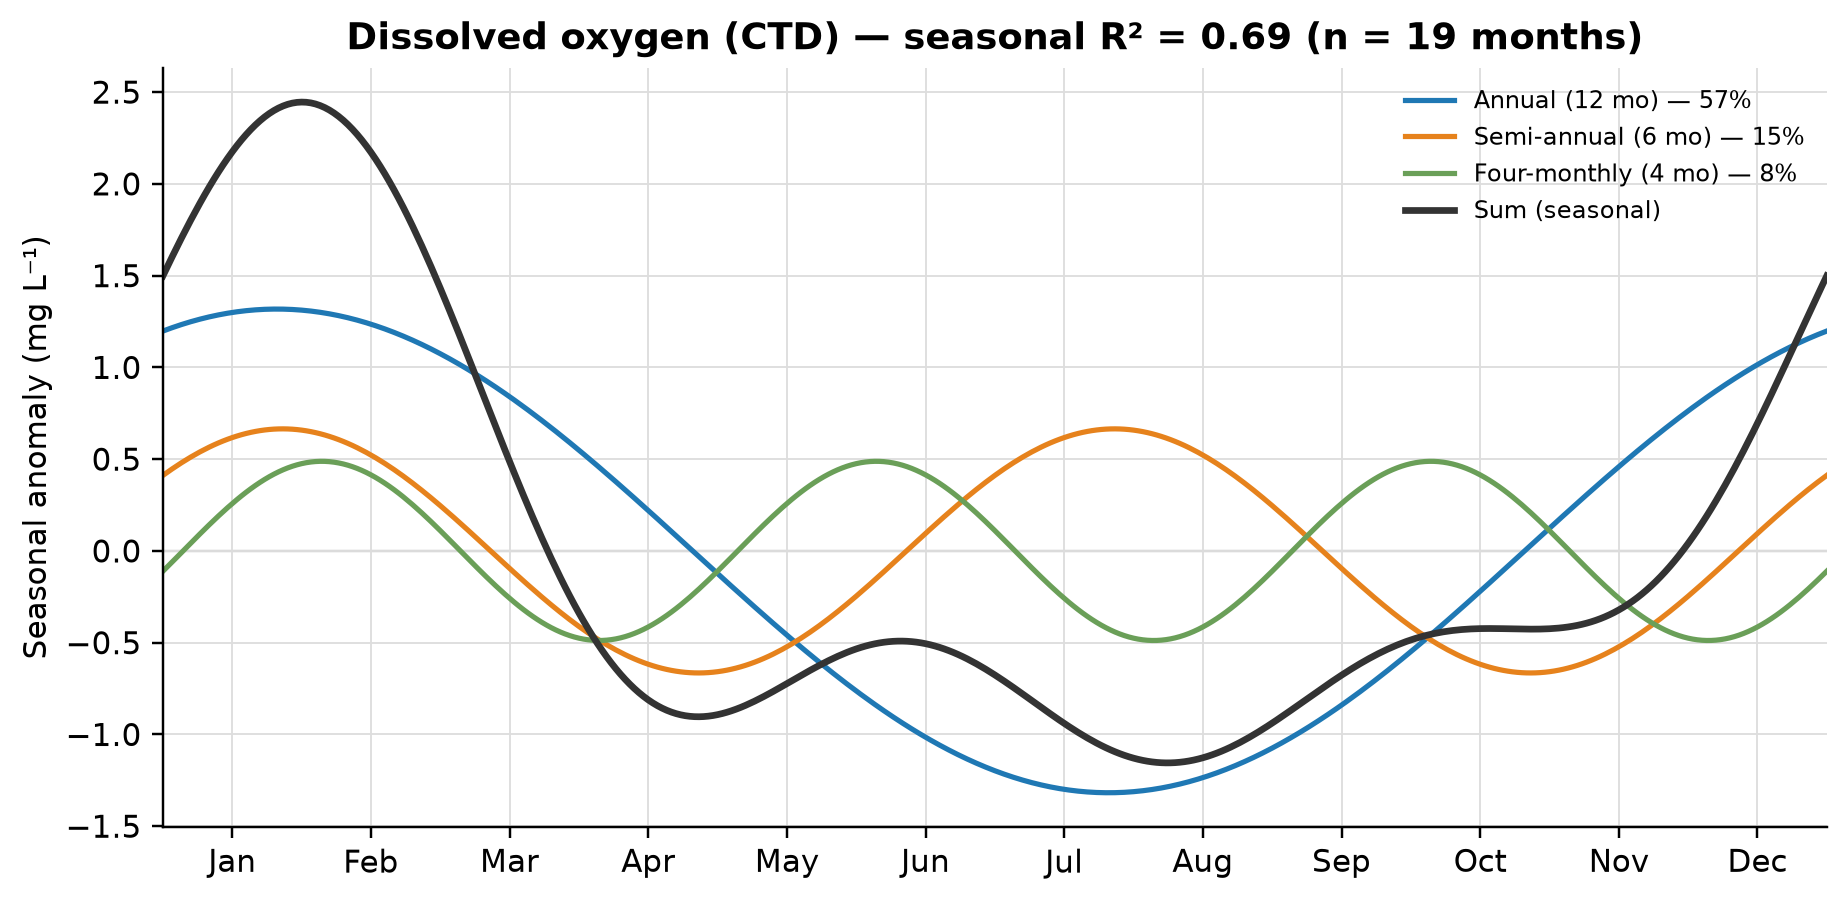 Dissolved oxygen (CTD) — seasonal R² = 0.69 (n = 19 months)
Seasonal anomaly (mg L⁻¹)
2.5
2.0
1.5
1.0
0.5
0.0
−0.5
−1.0
−1.5
Annual (12 mo) — 57%
Semi-annual (6 mo) — 15%
Four-monthly (4 mo) — 8%
Sum (seasonal)
Jan Feb Mar Apr May Jun Jul Aug Sep Oct Nov Dec